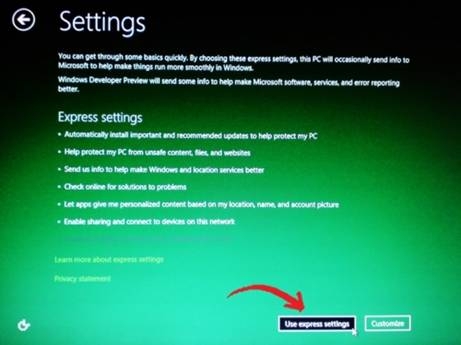 Settings
You can get through some basics quickly. By choosing these express settings, this PC will occasionally send info to
Microsoft to help make things run more smoothly in Windows.
Windows Developer Preview will send some info to help make Microsoft software, services, and error reporting
better.
Express settings
• Automatically install important and recommended updates to help protect my PC
• Help protect my PC from unsafe content, files, and websites
• Send us info to help make Windows and location services better
• Check online for solutions to problems
• Let apps give me personalized content based on my location, name, and account picture
• Enable sharing and connect to devices on this network
Learn more about express settings
Privacy statement
Use express settings
Customize